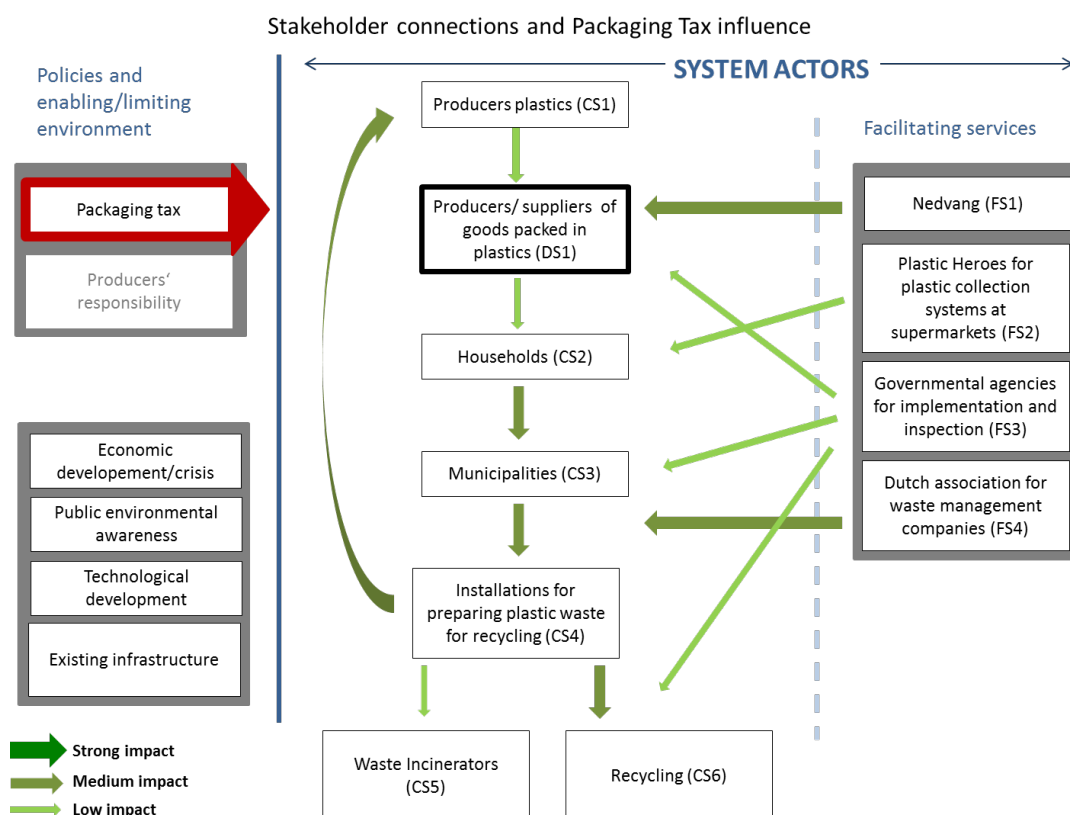 Stakeholder connections and Packaging Tax influence
Policies and
enabling/limiting
environment
SYSTEM ACTORS
Facilitating services
Packaging tax
Producers‘
responsibility
Economic
developement/crisis
Public environmental
awareness
Technological
development
Existing infrastructure
Strong impact
Medium impact
Low impact
Producers plastics (CS1)
Producers/ suppliers of
goods packed in
plastics (DS1)
Households (CS2)
Municipalities (CS3)
Installations for
preparing plastic waste
for recycling (CS4)
Waste Incinerators
(CS5)
Recycling (CS6)
Nedvang (FS1)
Plastic Heroes for
plastic collection
systems at
supermarkets (FS2)
Governmental agencies
for implementation and
inspection (FS3)
Dutch association for
waste management
companies (FS4)